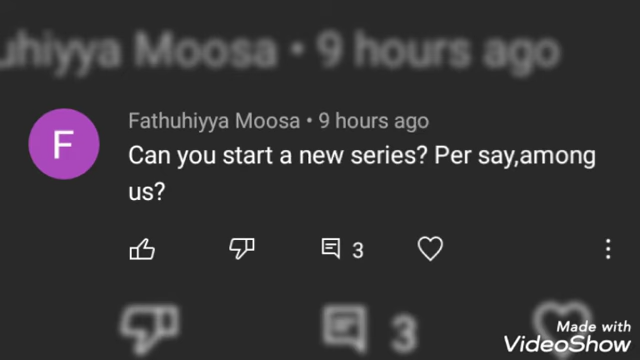 uhiyya Moosa • 9 hours ago
F
Fathuhiyya Moosa • 9 hours ago
Can you start a new series? Per say,among
us?
3
3
Made with
VideoShow